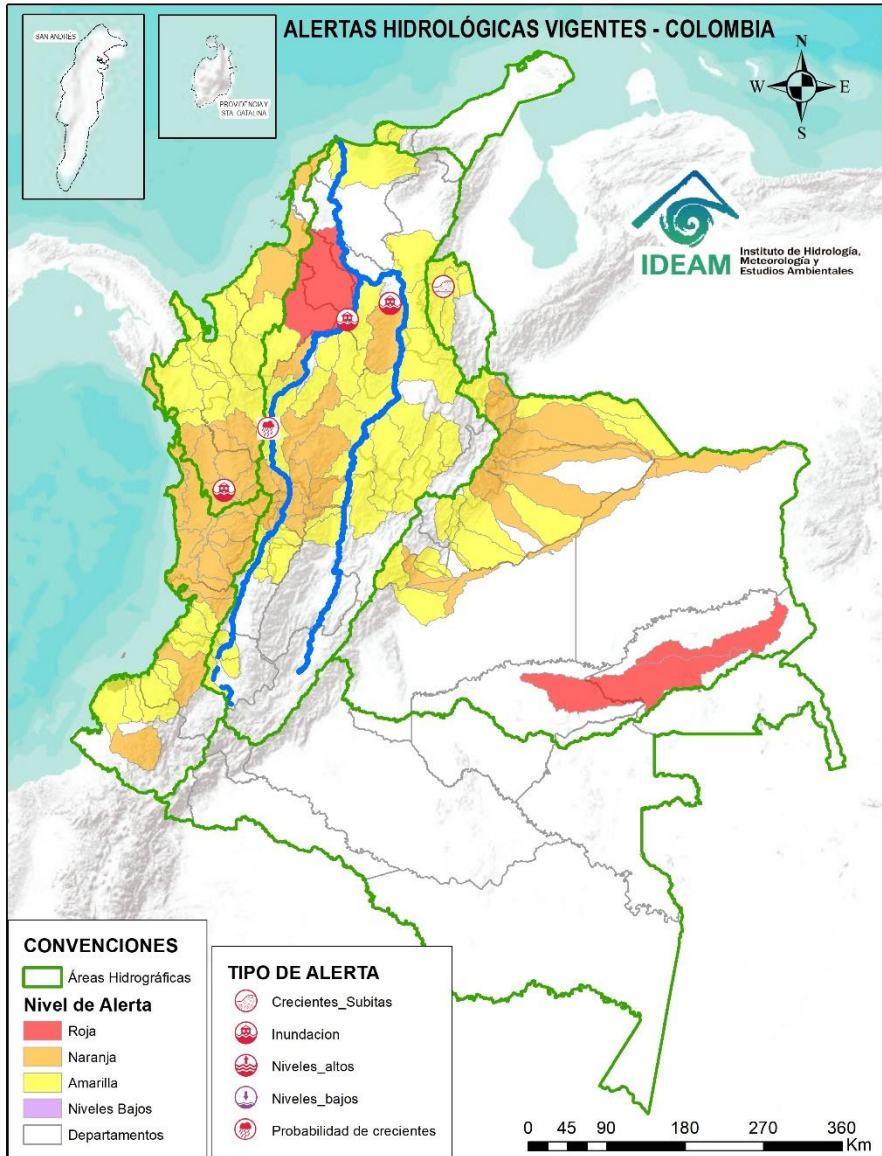 ALERTAS HIDROLÓGICAS VIGENTES - COLOMBIA
SAN ANDRÉS
PROVIDENCIA Y
STA. CATALINA
N
W
E
S
IDEAM
Instituto de Hidrología,
Meteorología y
Estudios Ambientales
CONVENCIONES
Áreas Hidrográficas
Nivel de Alerta
Roja
Naranja
Amarilla
Niveles Bajos
Departamentos
TIPO DE ALERTA
Crecientes_Subitas
Inundacion
Niveles_altos
Niveles_bajos
Probabilidad de crecientes
0 45 90 180 270 360
Km